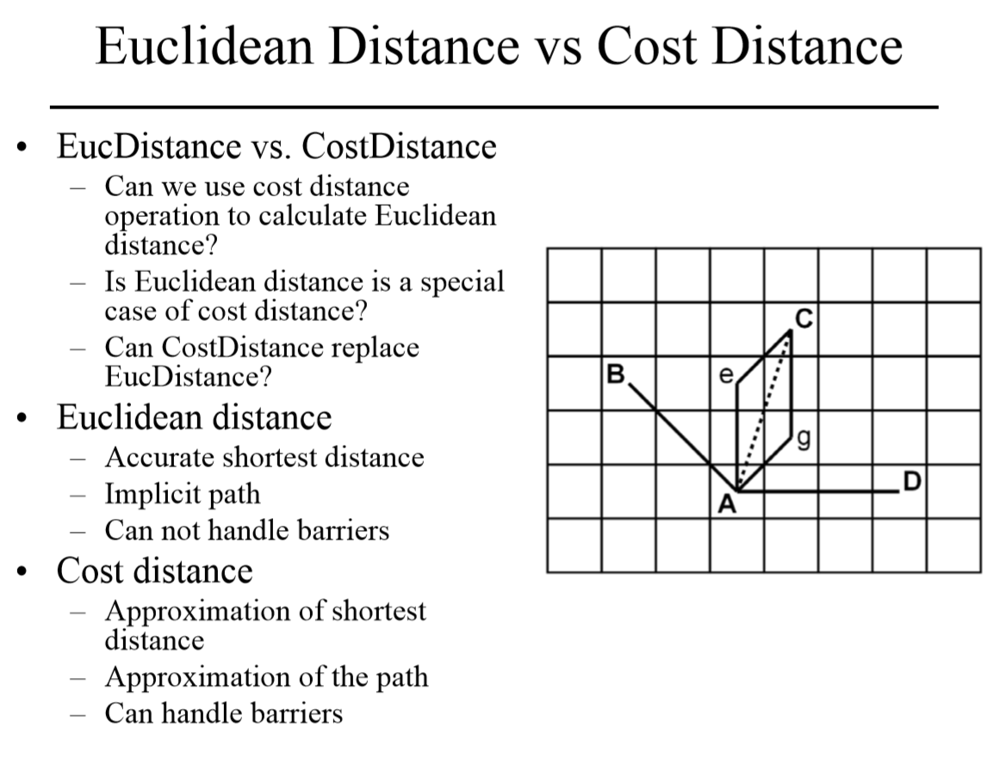 Euclidean Distance vs Cost Distance
• EucDistance vs. CostDistance
– Can we use cost distance
operation to calculate Euclidean
distance?
– Is Euclidean distance is a special
case of cost distance?
– Can CostDistance replace
EucDistance?
• Euclidean distance
– Accurate shortest distance
– Implicit path
– Can not handle barriers
• Cost distance
– Approximation of shortest
distance
– Approximation of the path
– Can handle barriers
C
B
e
g
D
A